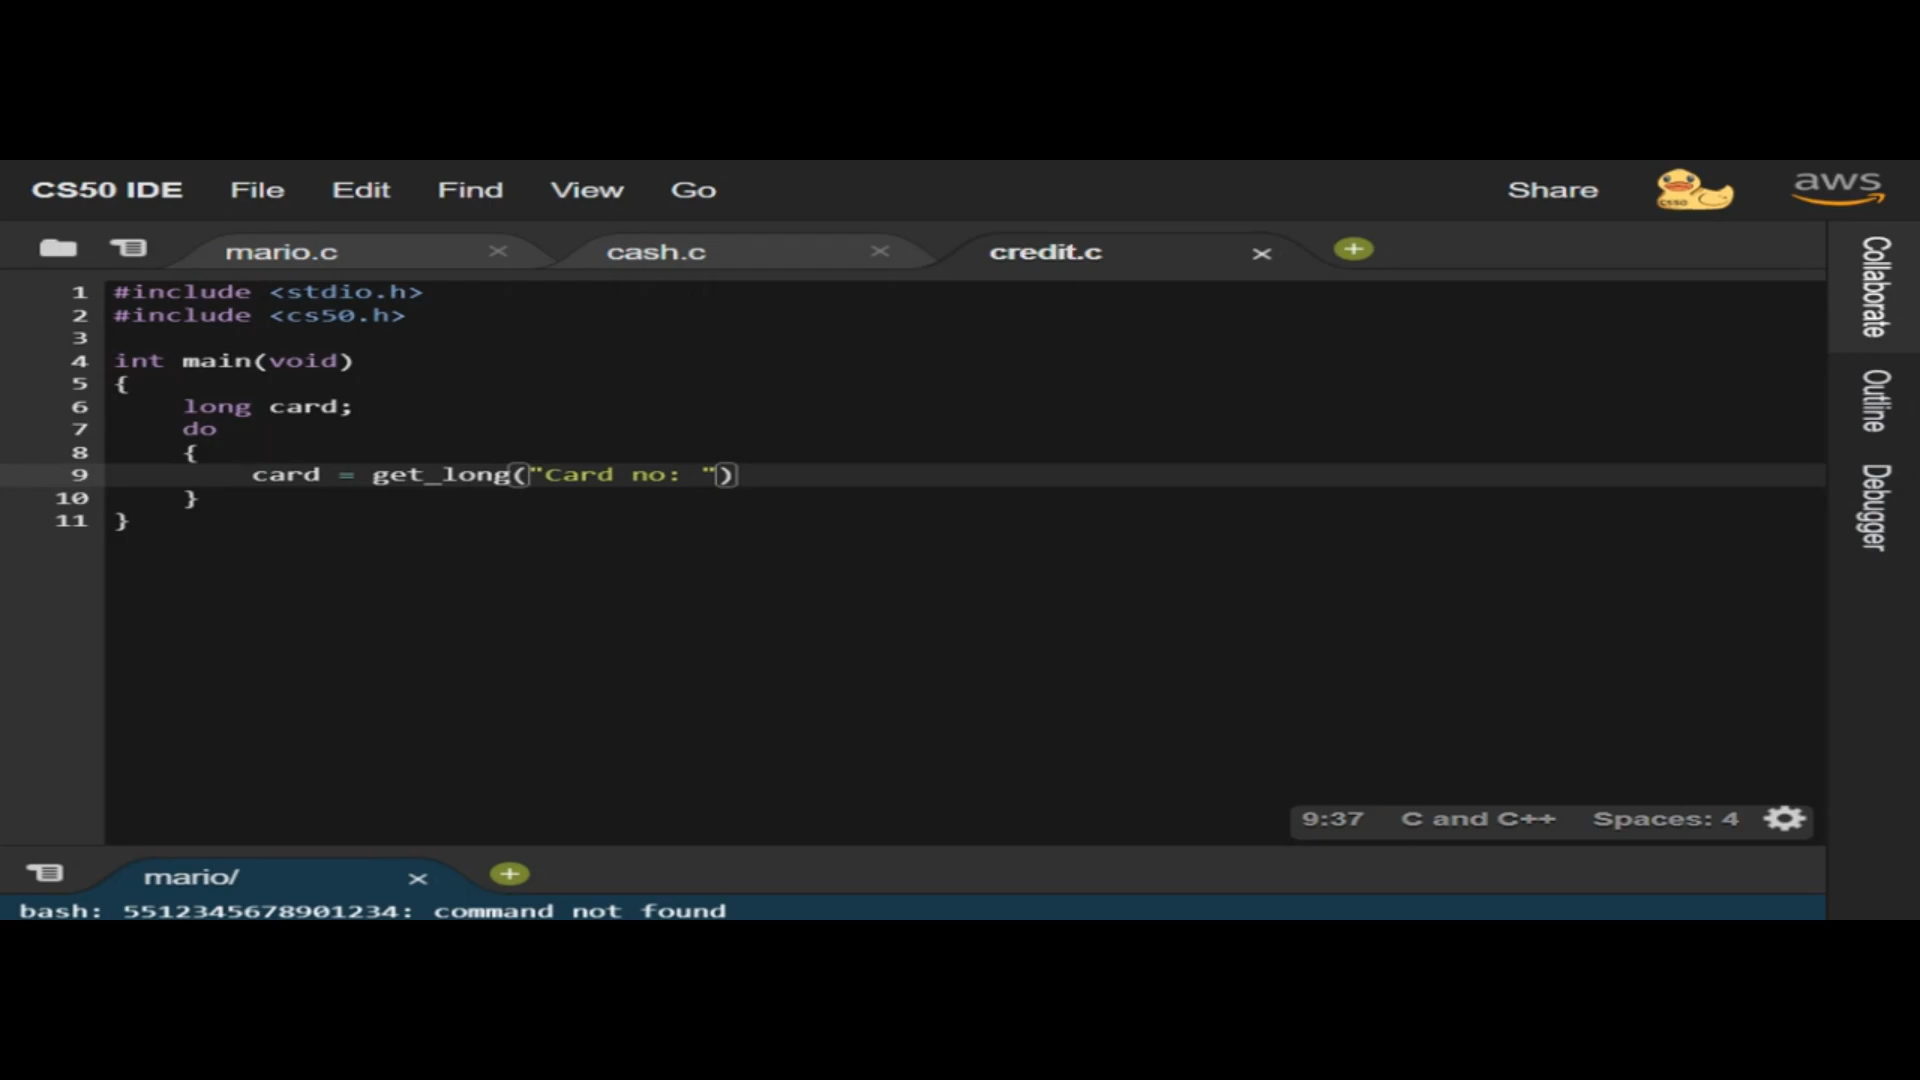 CS50 IDE File Edit Find View Go Share CS50 aws
mario.c cash.c credit.c
1 #include <stdio.h>
2 #include <cs50.h>
3
4 int main(void)
5 {
6 long card;
7 do
8 {
9 card = get_long("Card no: ")
10 }
11 }
9:37 C and C++ Spaces: 4
mario/
bash: 5512345678901234: command not found
Collaborate
Outline
Debugger